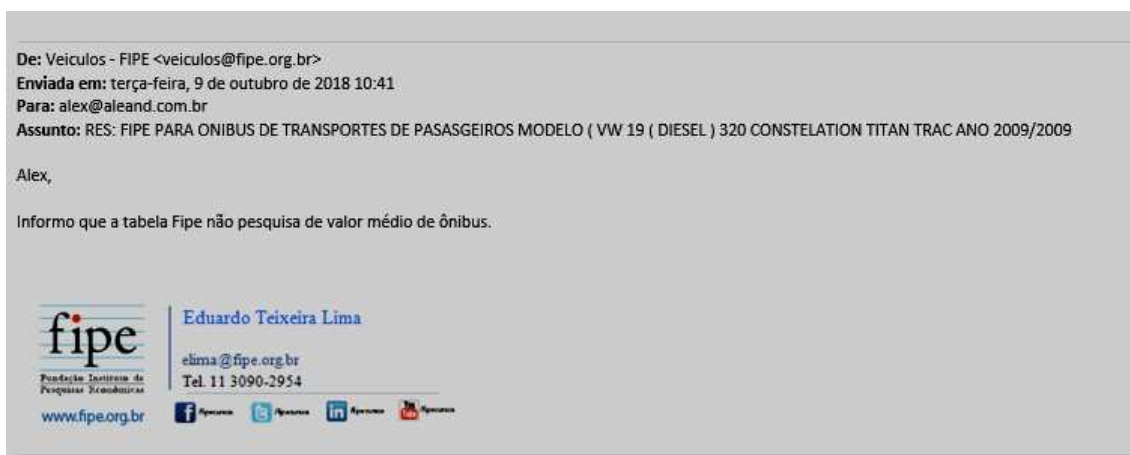 De: Veiculos - FIPE <veiculos@fipe.org.br>
Enviada em: terça-feira, 9 de outubro de 2018 10:41
Para: alex@aleand.com.br
Assunto: RES: FIPE PARA ONIBUS DE TRANSPORTES DE PASASGEIROS MODELO ( VW 19 ( DIESEL ) 320 CONSTELATION TITAN TRAC ANO 2009/2009
Alex,
Informo que a tabela Fipe não pesquisa de valor médio de ônibus.
fipe
Fundação Instituto de
Pesquisas Econômicas
www.fipe.org.br
Eduardo Teixeira Lima
elima@fipe.org.br
Tel. 11 3090-2954